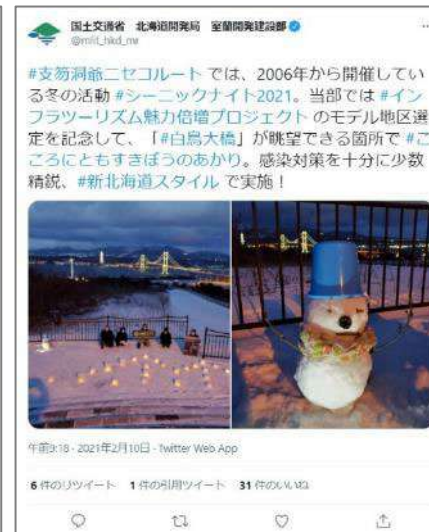 国土交通省 北海道開発局 室蘭開発建設部
@mlit_hkd_mr
#支笏洞爺ニセコルート では、2006年から開催してい
る冬の活動 #シーニックナイト2021。当部では #イン
フラツーリズム魅力倍増プロジェクト のモデル地区選
定を記念して、「#白鳥大橋」が眺望できる箇所で #こ
ころにともすきぼうのあかり。感染対策を十分に少数
精鋭、#新北海道スタイル で実施！
午前9:18 · 2021年2月10日 · Twitter Web App
6 件のリツイート 1 件の引用ツイート 31 件のいいね